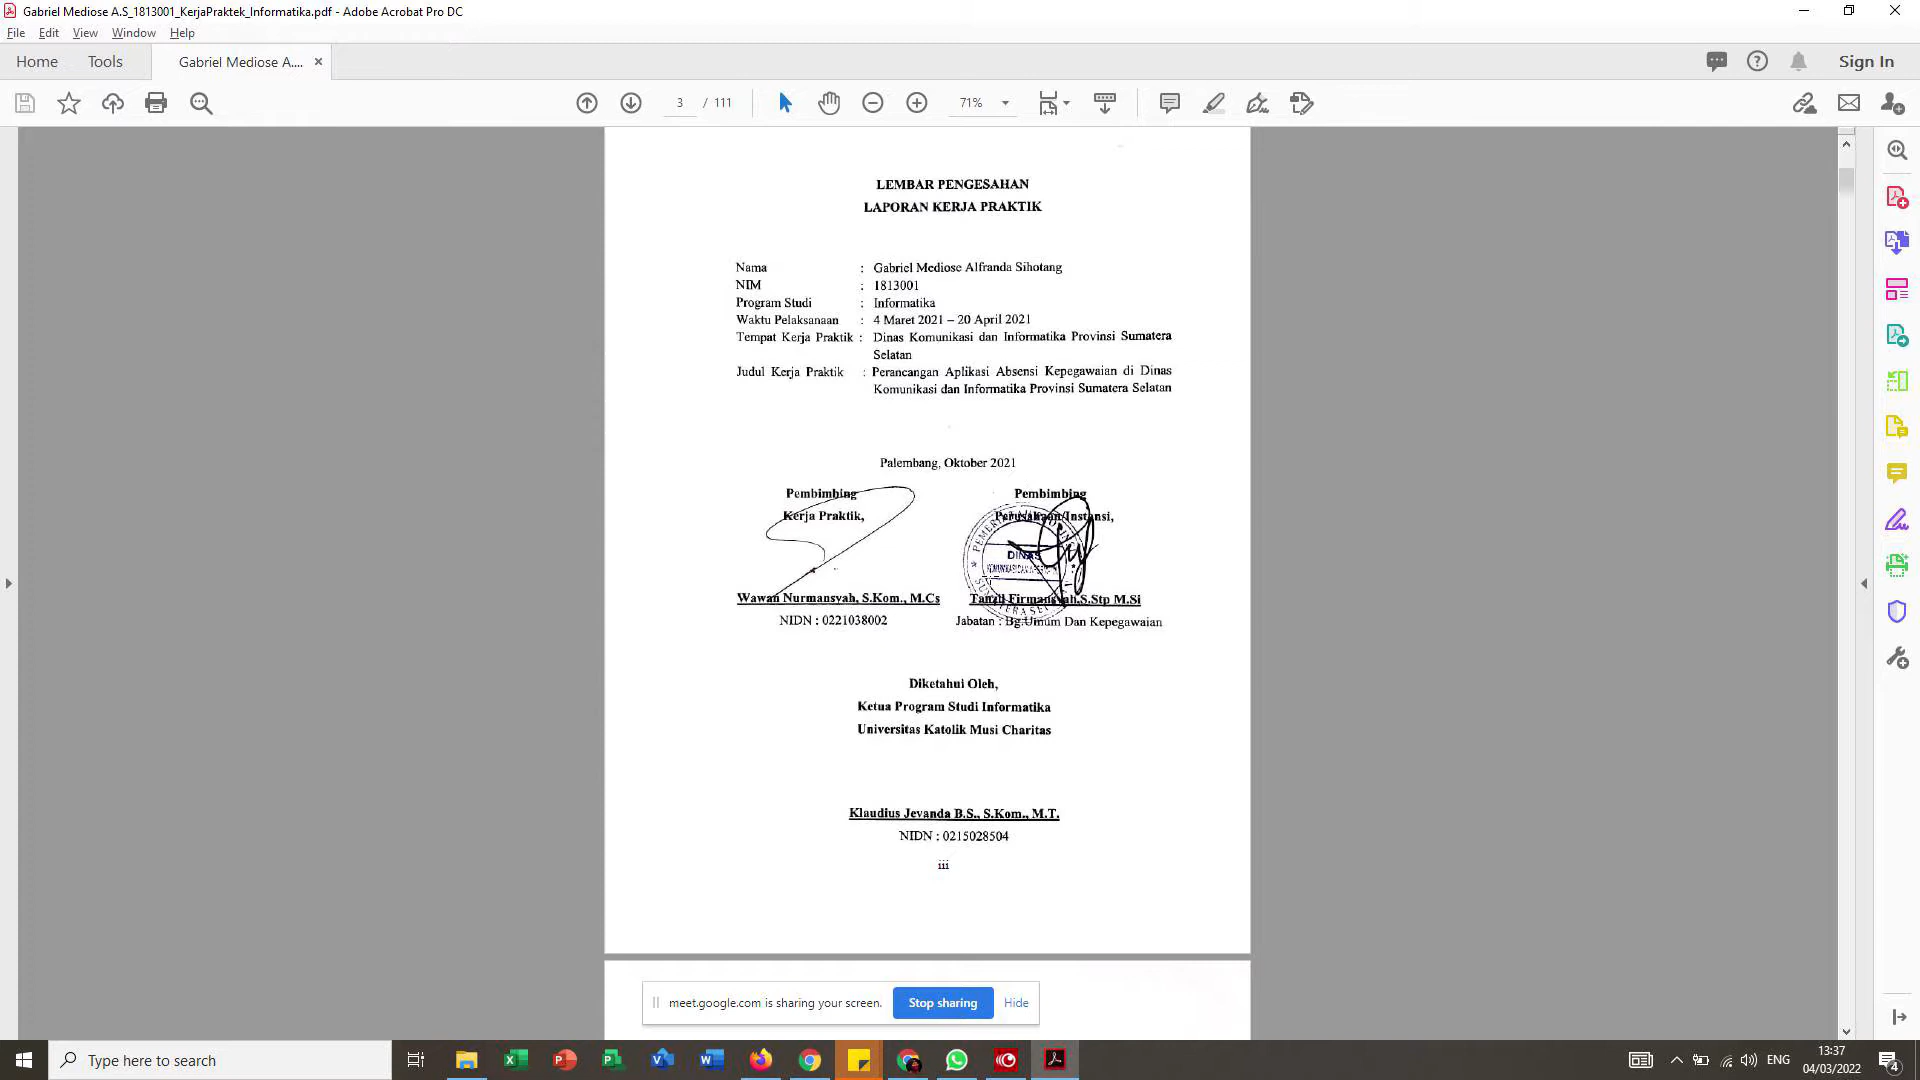 Gabriel Mediose A.S_1813001_KerjaPraktek_Informatika.pdf - Adobe Acrobat Pro DC
File Edit View Window Help
Home Tools Gabriel Mediose A.... Sign In
3 / 111 71%
LEMBAR PENGESAHAN
LAPORAN KERJA PRAKTIK
Nama : Gabriel Mediose Alfranda Sihotang
NIM : 1813001
Program Studi : Informatika
Waktu Pelaksanaan : 4 Maret 2021 – 20 April 2021
Tempat Kerja Praktik : Dinas Komunikasi dan Informatika Provinsi Sumatera
Selatan
Judul Kerja Praktik : Perancangan Aplikasi Absensi Kepegawaian di Dinas
Komunikasi dan Informatika Provinsi Sumatera Selatan
Palembang, Oktober 2021
Pembimbing Pembimbing
Kerja Praktik, Perusahaan/Instansi,
DINAS
Wawan Nurmansyah, S.Kom., M.Cs Tanzil Firmansyah.S.Stp M.Si
NIDN : 0221038002 Jabatan : Bg.Umum Dan Kepegawaian
Diketahui Oleh,
Ketua Program Studi Informatika
Universitas Katolik Musi Charitas
Klaudius Jevanda B.S., S.Kom., M.T.
NIDN : 0215028504
iii
meet.google.com is sharing your screen. Stop sharing Hide
Type here to search
ENG
13:37
04/03/2022
4